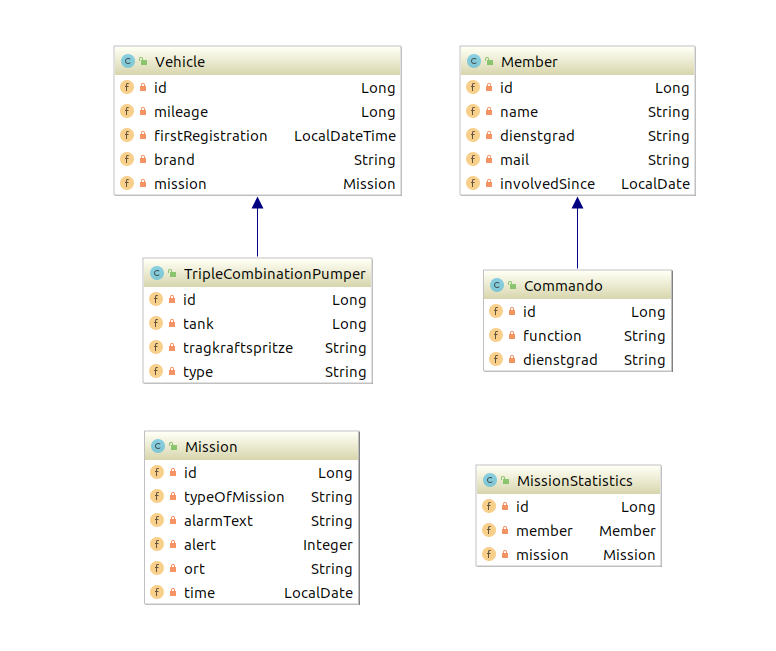 Vehicle
id Long
mileage Long
firstRegistration LocalDateTime
brand String
mission Mission
Member
id Long
name String
dienstgrad String
mail String
involvedSince LocalDate
TripleCombinationPumper
id Long
tank Long
tragkraftspritze String
type String
Commando
id Long
function String
dienstgrad String
Mission
id Long
typeOfMission String
alarmText String
alert Integer
ort String
time LocalDate
MissionStatistics
id Long
member Member
mission Mission